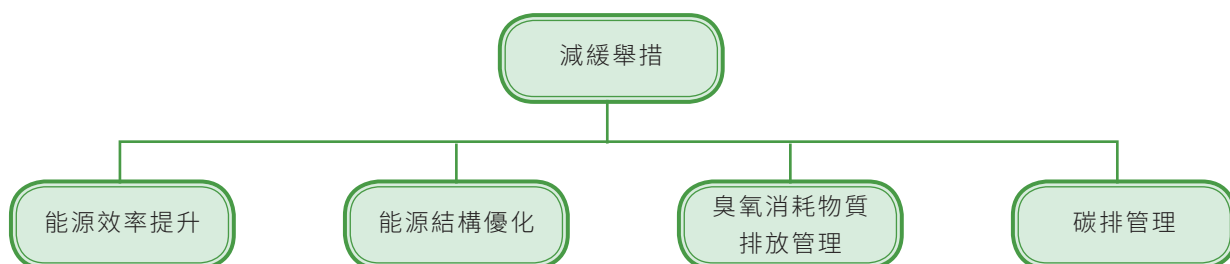 減緩舉措
能源效率提升
能源結構優化
臭氧消耗物質
排放管理
碳排管理